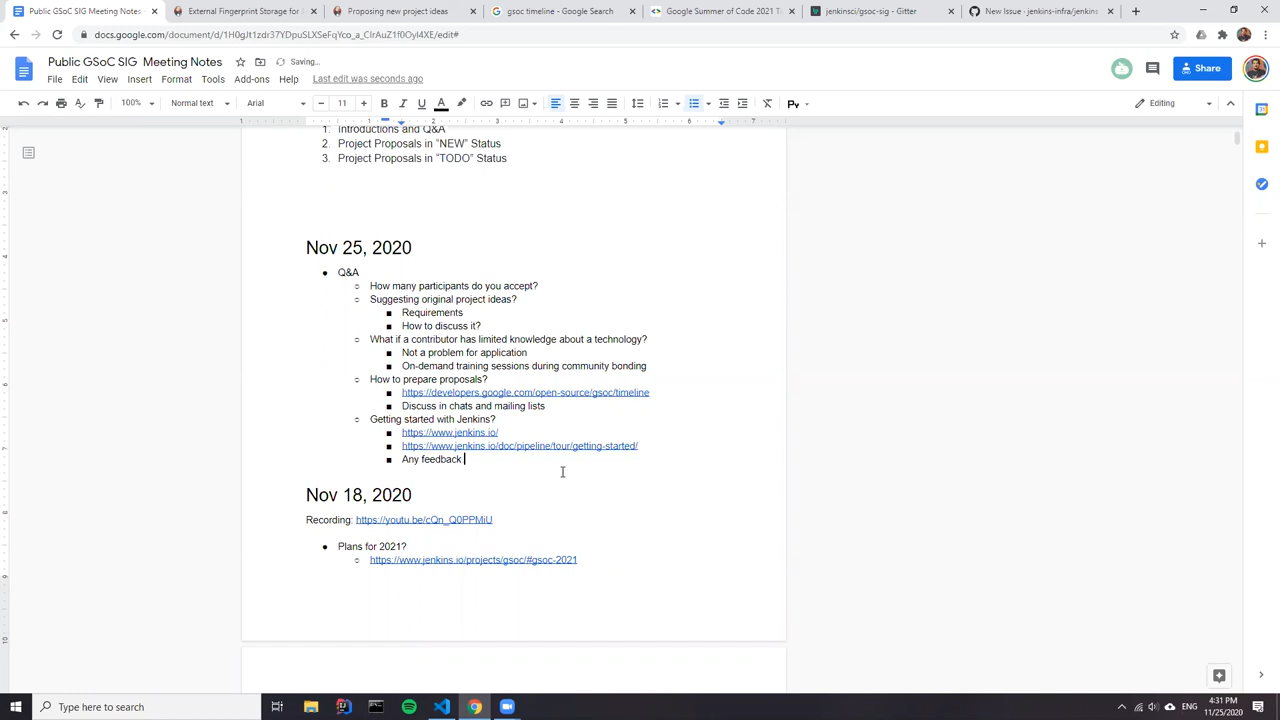 Public GSoC SIG Meeting Notes
External Fingerprint Storage for J
Proposing new project ideas
gsoc timeline - Google Search
Google Summer of Code 2021 Ti
jenkinsci/gsoc-sig - Gitter
New Issue · jenkins-infra/jenkins
Public GSoC SIG Meeting Notes
Saving…
File Edit View Insert Format Tools Add-ons Help Last edit was seconds ago
Share
100% Normal text Arial 11 Editing
1. Introductions and Q&A
2. Project Proposals in "NEW" Status
3. Project Proposals in "TODO" Status
Nov 25, 2020
Q&A
How many participants do you accept?
Suggesting original project ideas?
Requirements
How to discuss it?
What if a contributor has limited knowledge about a technology?
Not a problem for application
On-demand training sessions during community bonding
How to prepare proposals?
https://developers.google.com/open-source/gsoc/timeline
Discuss in chats and mailing lists
Getting started with Jenkins?
https://www.jenkins.io/
https://www.jenkins.io/doc/pipeline/tour/getting-started/
Any feedback
Nov 18, 2020
Recording: https://youtu.be/cQn_Q0PPMiU
Plans for 2021?
https://www.jenkins.io/projects/gsoc/#gsoc-2021
Type here to search
ENG
4:31 PM
11/25/2020